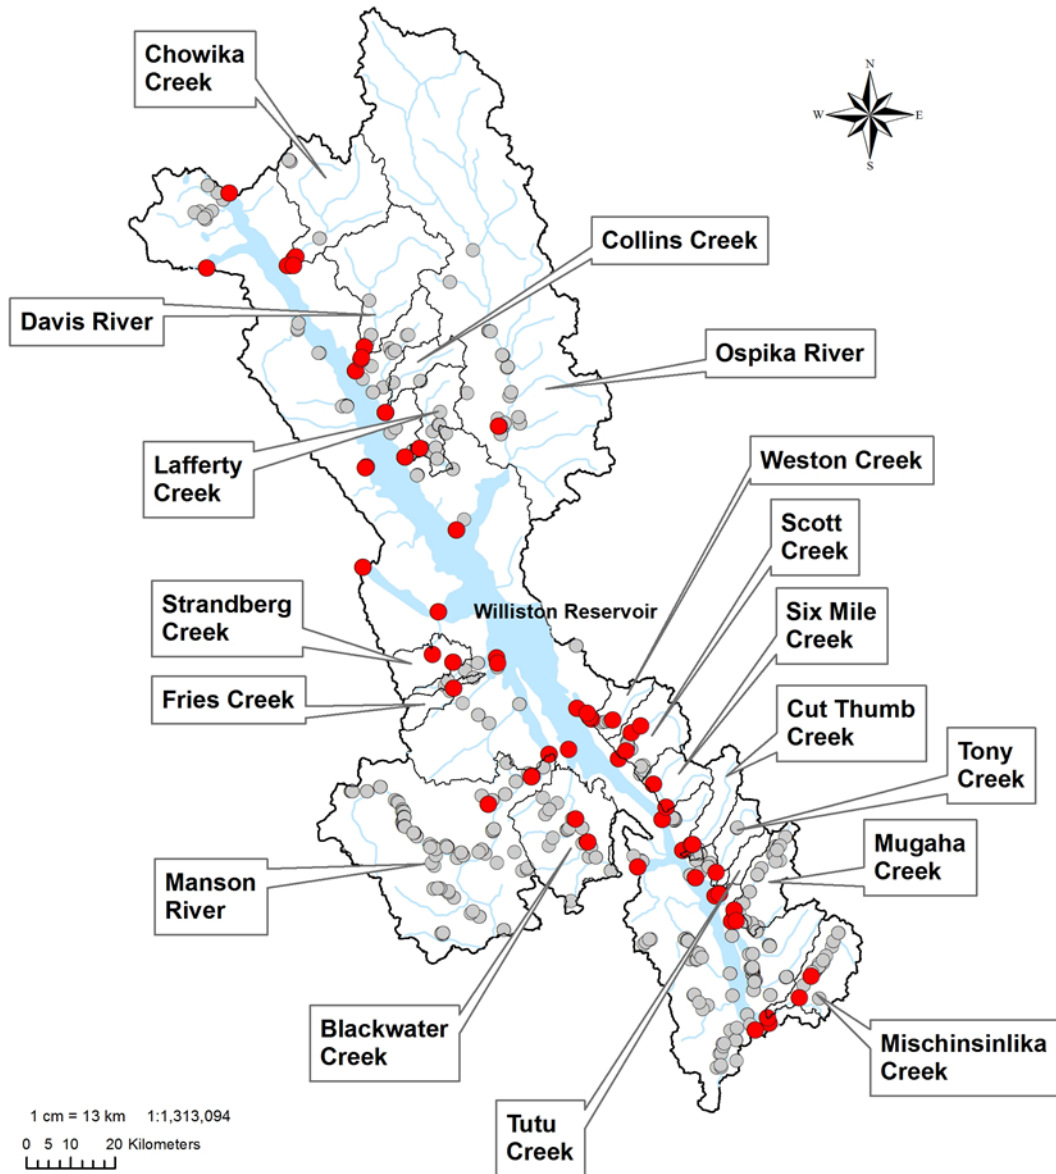 Chowika
Creek
N
W
E
S
Collins Creek
Davis River
Ospika River
Lafferty
Creek
Weston Creek
Scott
Creek
Strandberg
Creek
Williston Reservoir
Six Mile
Creek
Fries Creek
Cut Thumb
Creek
Tony
Creek
Manson
River
Mugaha
Creek
Blackwater
Creek
Mischinsinlika
Creek
Tutu
Creek
1 cm = 13 km 1:1,313,094
0 5 10 20 Kilometers